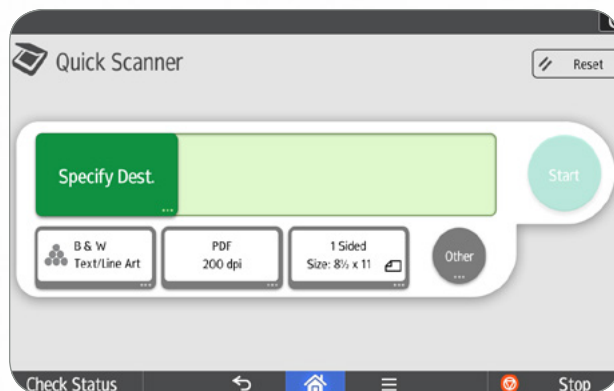 Quick Scanner
Reset
Specify Dest.
Start
B & W
Text/Line Art
PDF
200 dpi
1 Sided
Size: 8½ x 11
Other
Check Status
Stop